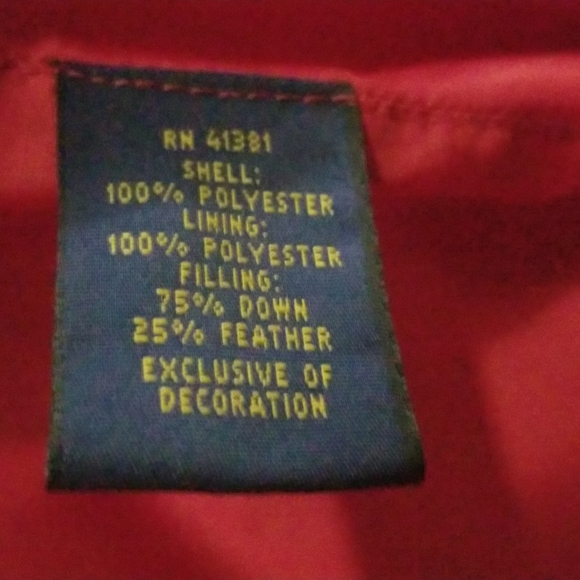 RN 41381
SHELL:
100% POLYESTER
LINING:
100% POLYESTER
FILLING:
75% DOWN
25% FEATHER
EXCLUSIVE OF
DECORATION